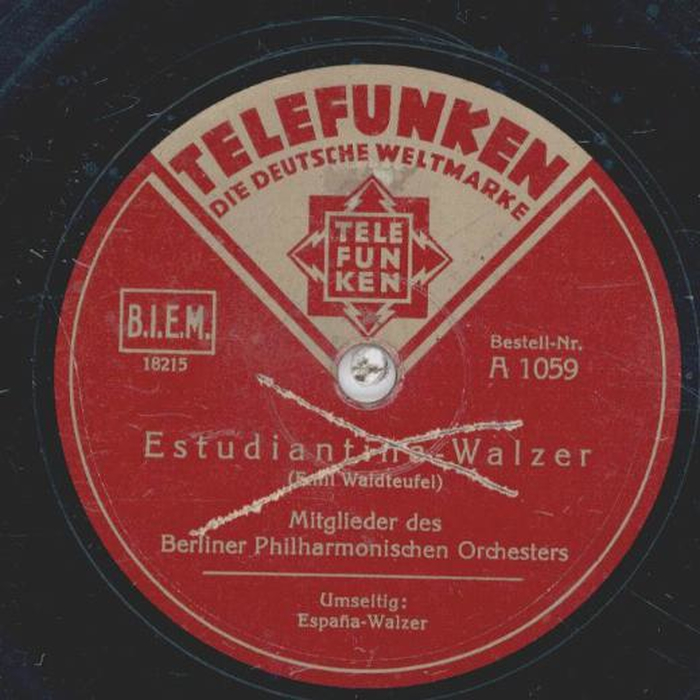 TELEFUNKEN
DIE DEUTSCHE WELTMARKE
TELE
FUN
KEN
B.I.E.M.
18215
Bestell-Nr.
A 1059
Estudiantina-Walzer
(Emil Waldteufel)
Mitglieder des
Berliner Philharmonischen Orchesters
Umseitig:
España-Walzer